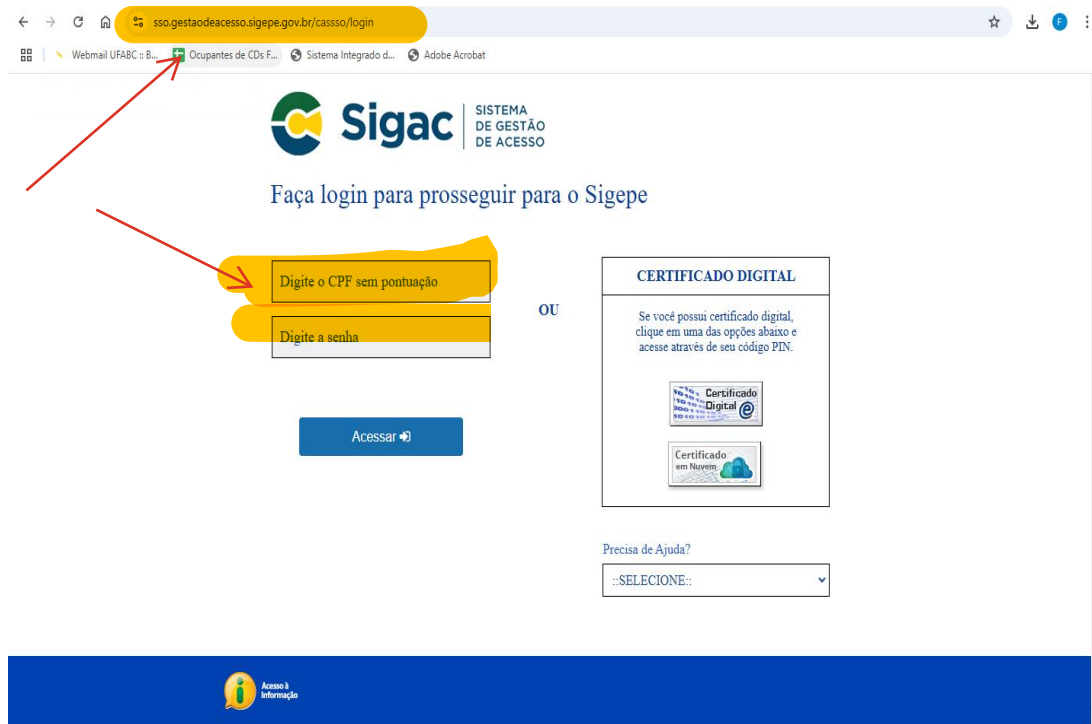 sso.gestaodeacesso.sigepe.gov.br/cassso/login
F
Webmail UFABC :: B... Ocupantes de CDs F... Sistema Integrado d... Adobe Acrobat
Sigac
SISTEMA
DE GESTÃO
DE ACESSO
Faça login para prosseguir para o Sigepe
Digite o CPF sem pontuação
Digite a senha
Acessar
OU
CERTIFICADO DIGITAL
Se você possui certificado digital,
clique em uma das opções abaixo e
acesse através de seu código PIN.
Certificado
Digital
Certificado
em Nuvem
Precisa de Ajuda?
::SELECIONE::
Acesso à
Informação